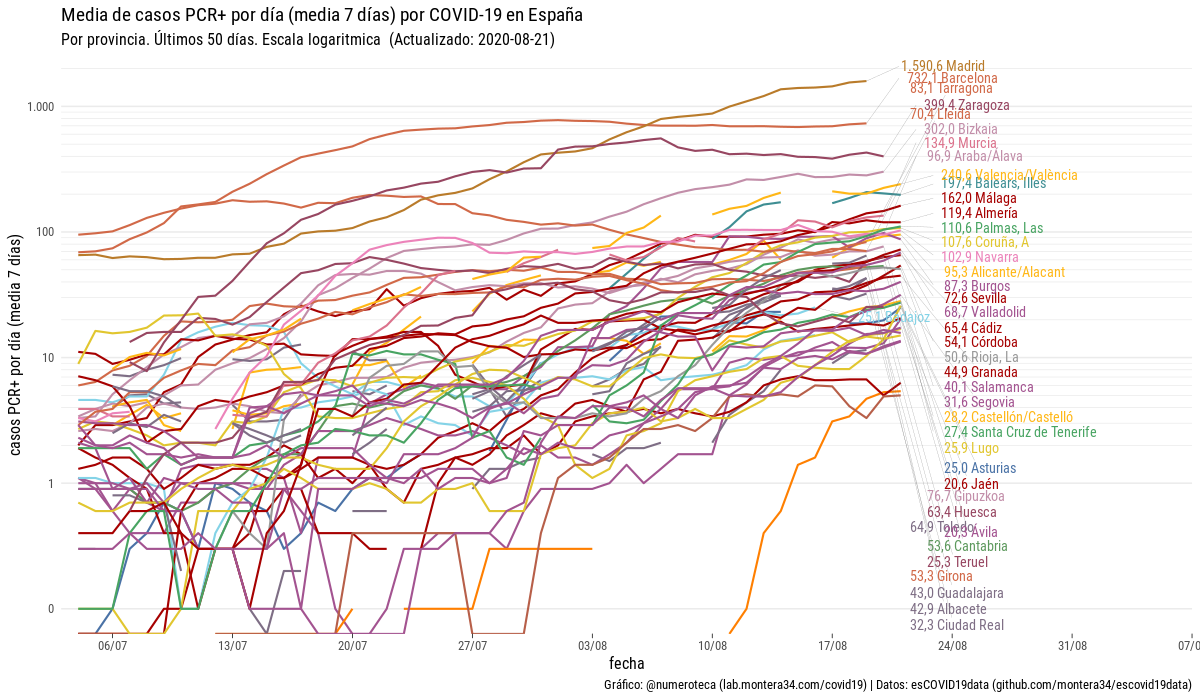 Media de casos PCR+ por día (media 7 días) por COVID-19 en España
Por provincia. Últimos 50 días. Escala logaritmica (Actualizado: 2020-08-21)
casos PCR+ por día (media 7 días)
1.000
100
10
1
0
1.590,6 Madrid
732,1 Barcelona
83,1 Tarragona
399,4 Zaragoza
70,4 Lleida
302,0 Bizkaia
134,9 Murcia
96,9 Araba/Álava
240,6 Valencia/València
197,4 Balears, Illes
162,0 Málaga
119,4 Almería
110,6 Palmas, Las
107,6 Coruña, A
102,9 Navarra
95,3 Alicante/Alacant
87,3 Burgos
72,6 Sevilla
68,7 Valladolid
Badajoz
65,4 Cádiz
54,1 Córdoba
50,6 Rioja, La
44,9 Granada
40,1 Salamanca
31,6 Segovia
28,2 Castellón/Castelló
27,4 Santa Cruz de Tenerife
25,9 Lugo
25,0 Asturias
20,6 Jaén
76,7 Gipuzkoa
63,4 Huesca
64,9 Toledo
20,3 Ávila
53,6 Cantabria
25,3 Teruel
53,3 Girona
43,0 Guadalajara
42,9 Albacete
32,3 Ciudad Real
06/07
13/07
20/07
27/07
03/08
10/08
17/08
24/08
31/08
07/0
fecha
Gráfico: @numeroteca (lab.montera34.com/covid19) | Datos: esCOVID19data (github.com/montera34/escovid19data)